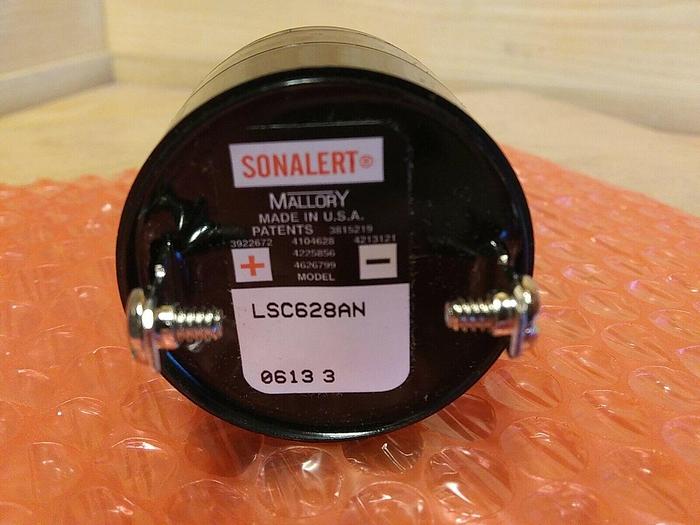 SONALERT®
MALLORY
MADE IN U.S.A.
PATENTS 3815219
3922672 4104628 4213121
4225856
+ 4626799 −
MODEL
LSC628AN
0613 3